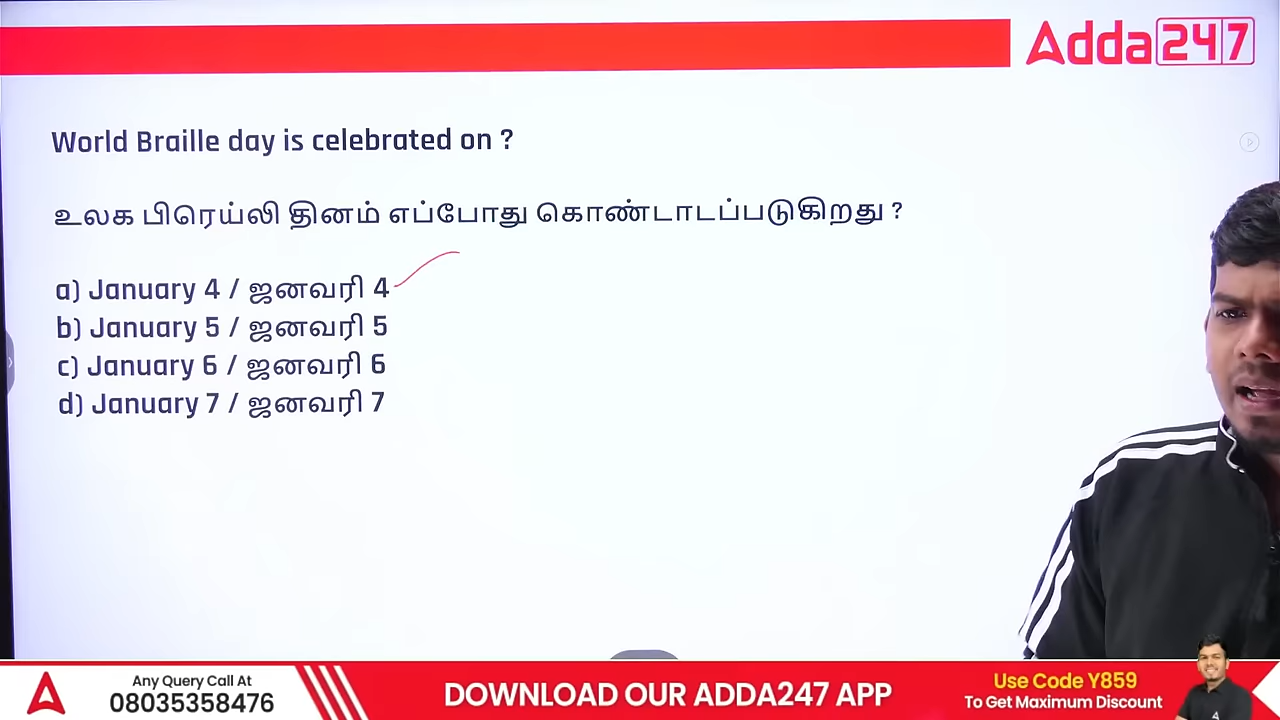 Adda247
World Braille day is celebrated on ?
உலக பிரெய்லி தினம் எப்போது கொண்டாடப்படுகிறது ?
a) January 4 / ஜனவரி 4
b) January 5 / ஜனவரி 5
c) January 6 / ஜனவரி 6
d) January 7 / ஜனவரி 7
Any Query Call At
08035358476
DOWNLOAD OUR ADDA247 APP
Use Code Y859
To Get Maximum Discount